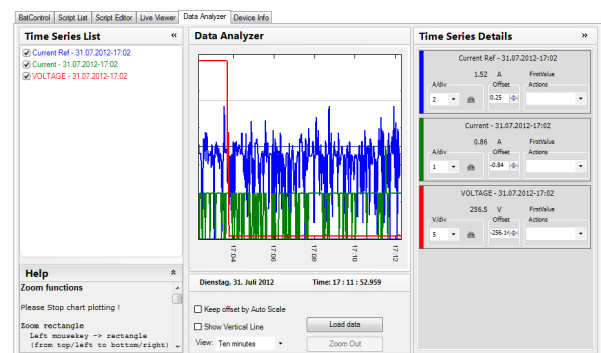 BatControl Script List Script Editor Live Viewer Data Analyzer Device Info
Time Series List «
Current Ref - 31.07.2012-17:02
Current - 31.07.2012-17:02
VOLTAGE - 31.07.2012-17:02
Help
Zoom functions
Please Stop chart plotting !
Zoom rectangle
Left mousekey -> rectangle
(from top/left to bottom/right)
Data Analyzer
17:04 17:06 17:08 17:10 17:12
Dienstag, 31. Juli 2012 Time: 17 : 11 : 52.959
Keep offset by Auto Scale
Show Vertical Line
Load data
View: Ten minutes
Zoom Out
Time Series Details »
Current Ref - 31.07.2012-17:02
1.52 A FirstValue
A/div Offset Actions
2 0.25
Current - 31.07.2012-17:02
0.86 A FirstValue
A/div Offset Actions
1 -0.84
VOLTAGE - 31.07.2012-17:02
256.5 V FirstValue
V/div Offset Actions
5 -256.1